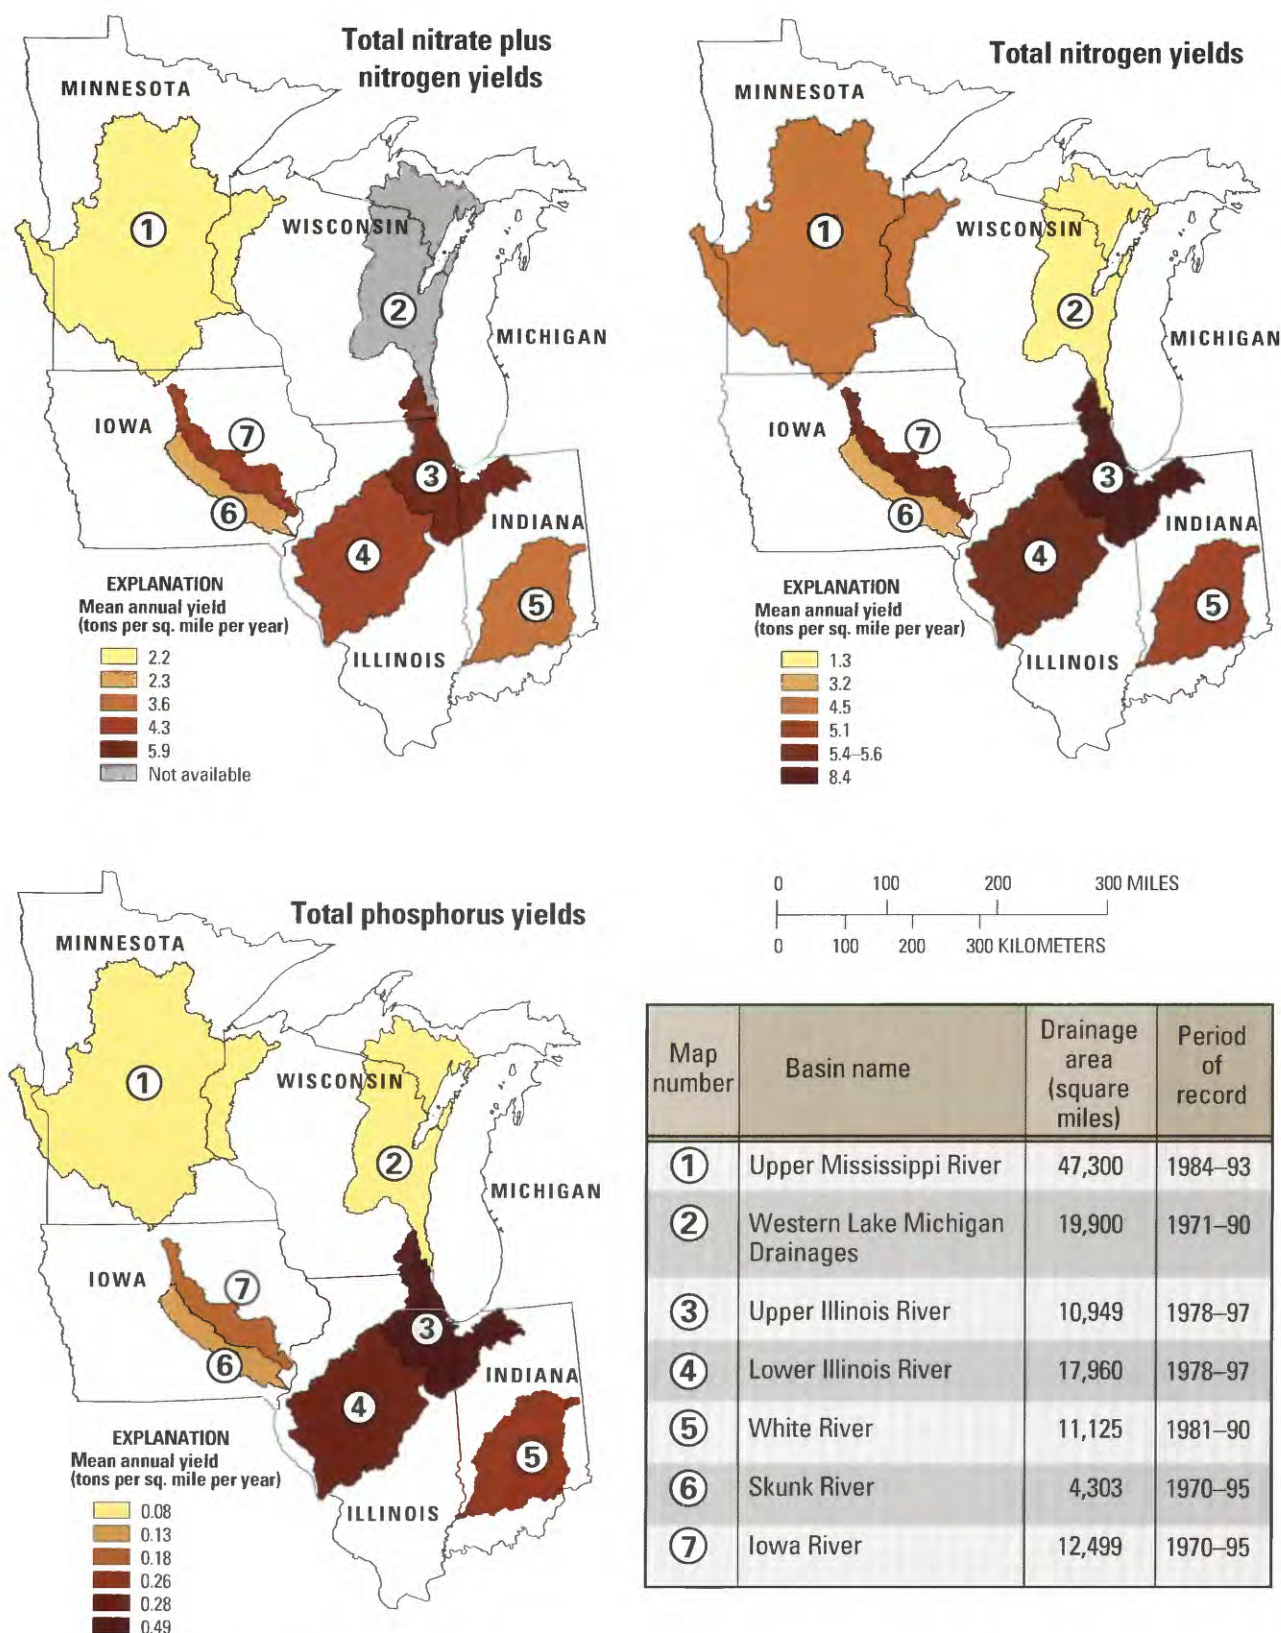 Total nitrate plus
nitrogen yields
MINNESOTA
1
WISCONSIN
2
MICHIGAN
IOWA
7
3
6
INDIANA
4
5
ILLINOIS
EXPLANATION
Mean annual yield
(tons per sq. mile per year)
2.2
2.3
3.6
4.3
5.9
Not available
Total nitrogen yields
MINNESOTA
1
WISCONSIN
2
MICHIGAN
IOWA
7
3
6
INDIANA
4
5
ILLINOIS
EXPLANATION
Mean annual yield
(tons per sq. mile per year)
1.3
3.2
4.5
5.1
5.4–5.6
8.4
Total phosphorus yields
MINNESOTA
1
WISCONSIN
2
MICHIGAN
IOWA
7
3
6
INDIANA
4
5
ILLINOIS
EXPLANATION
Mean annual yield
(tons per sq. mile per year)
0.08
0.13
0.18
0.26
0.28
0.49
0 100 200 300 MILES
0 100 200 300 KILOMETERS
Map number Basin name Drainage area (square miles) Period of record
1 Upper Mississippi River 47,300 1984–93
2 Western Lake Michigan Drainages 19,900 1971–90
3 Upper Illinois River 10,949 1978–97
4 Lower Illinois River 17,960 1978–97
5 White River 11,125 1981–90
6 Skunk River 4,303 1970–95
7 Iowa River 12,499 1970–95